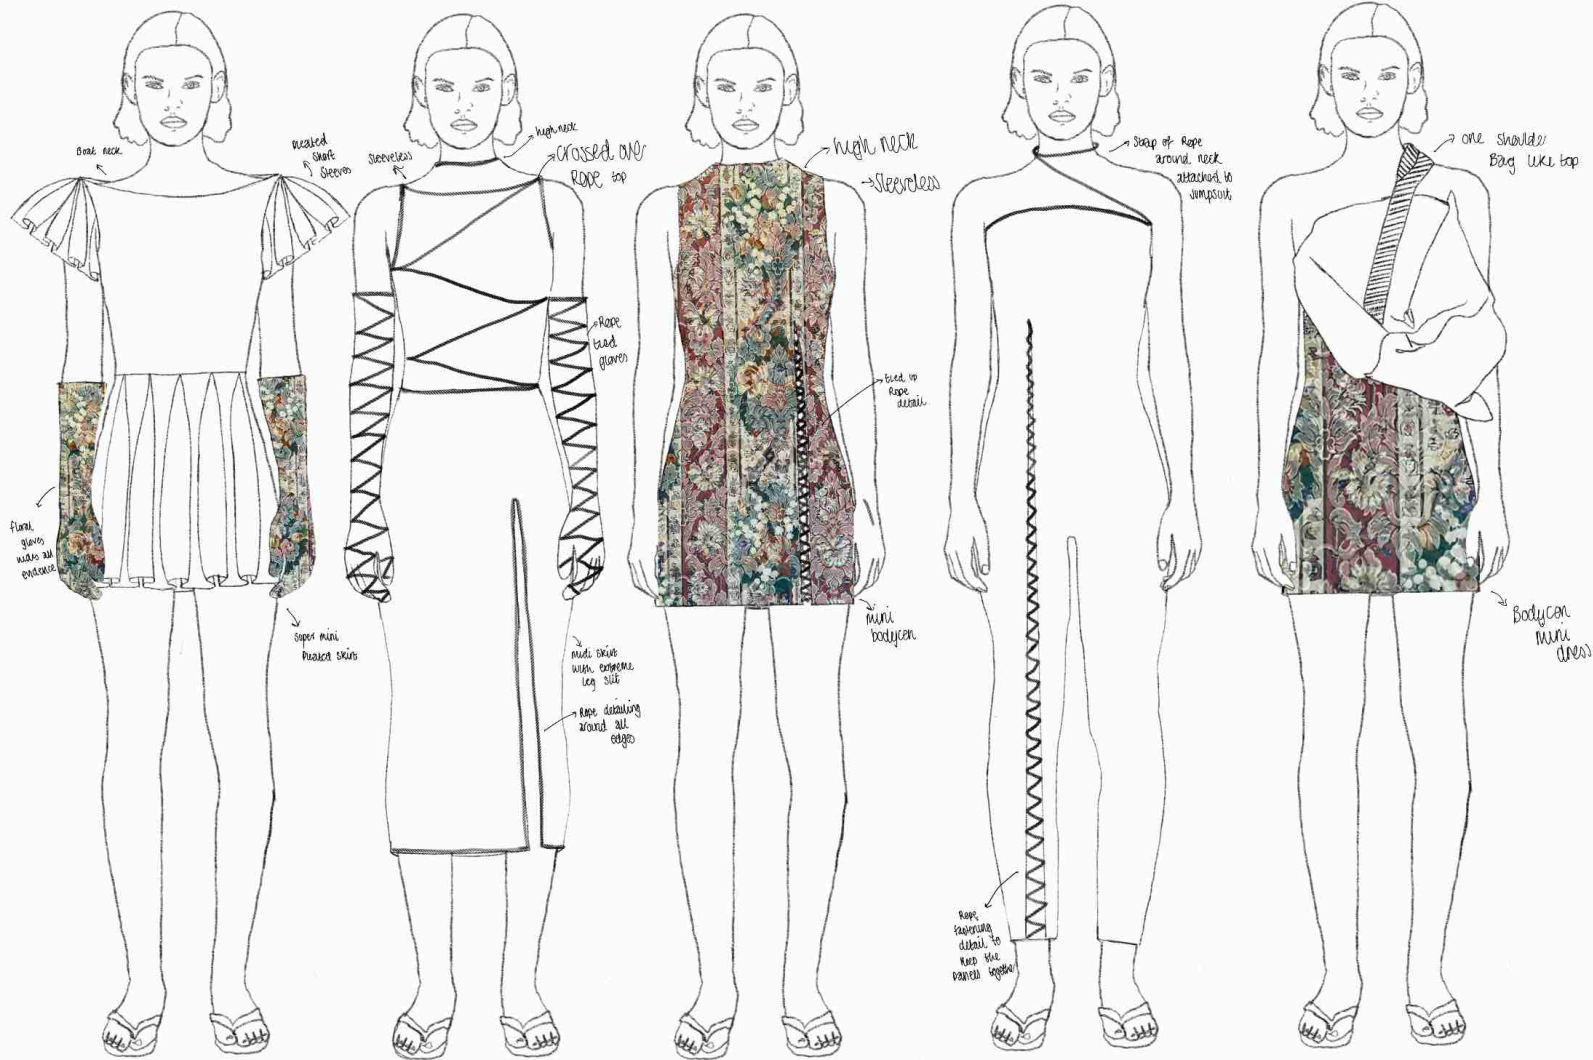 Boat neck
Pleated
Short
Sleeves
floral
gloves
hides all
evidence
Super mini
Pleated skirt
Sleeveless
high neck
crossed over
Rope top
Rope
tied
gloves
Midi skirt
with extreme
leg slit
Rope detailing
around all
edges
high neck
Sleeveless
tied up
Rope
detail
mini
bodycon
Strap of Rope
around neck
attached to
jumpsuit
Rope
fastening
detail to
keep the
panels together
one shoulder
Bag like top
Bodycon
mini
dress